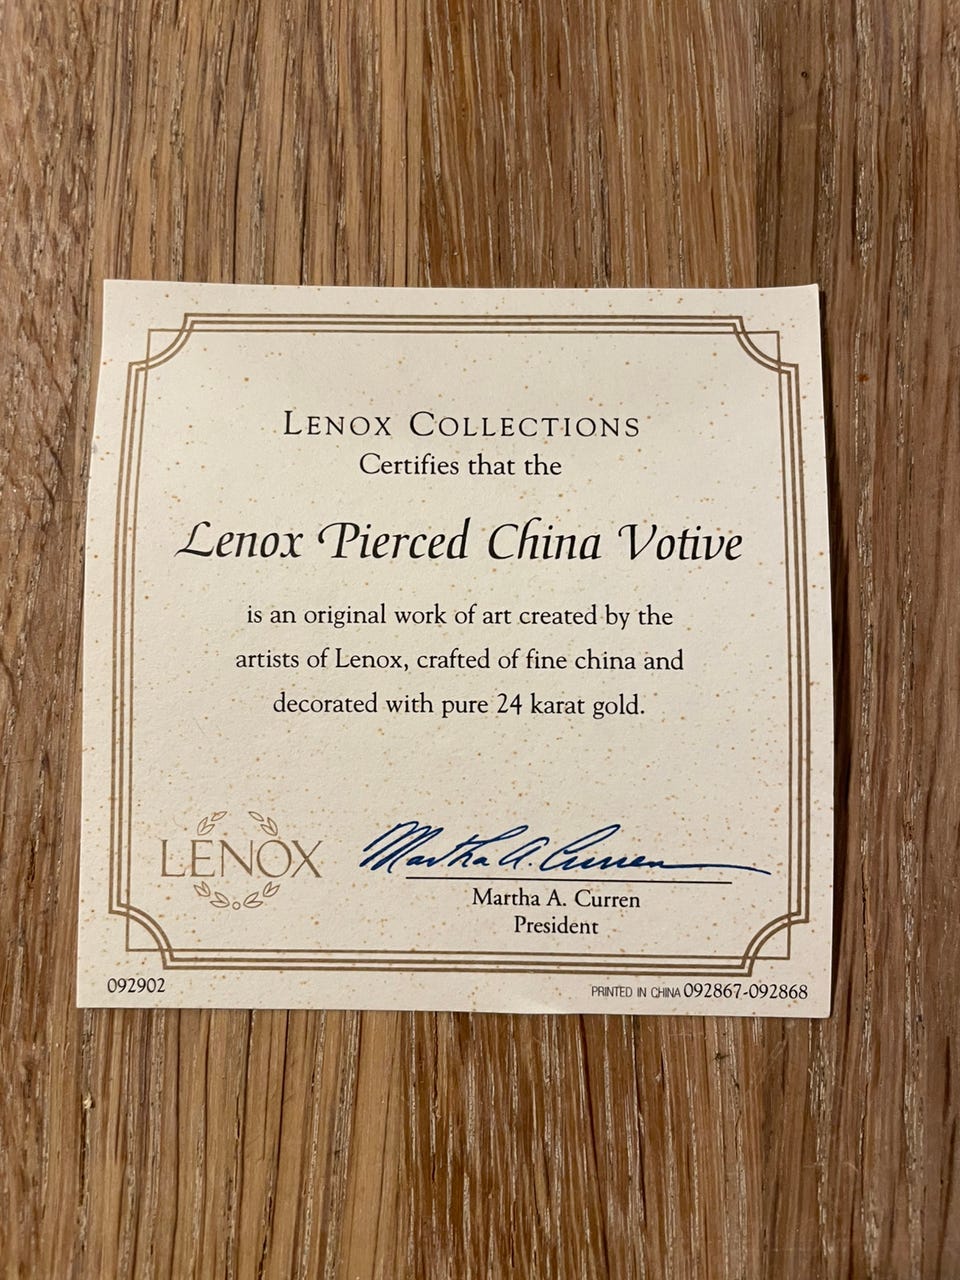 LENOX COLLECTIONS
Certifies that the
Lenox Pierced China Votive
is an original work of art created by the
artists of Lenox, crafted of fine china and
decorated with pure 24 karat gold.
LENOX
Martha A. Curren
Martha A. Curren
President
092902
PRINTED IN CHINA 092867-092868